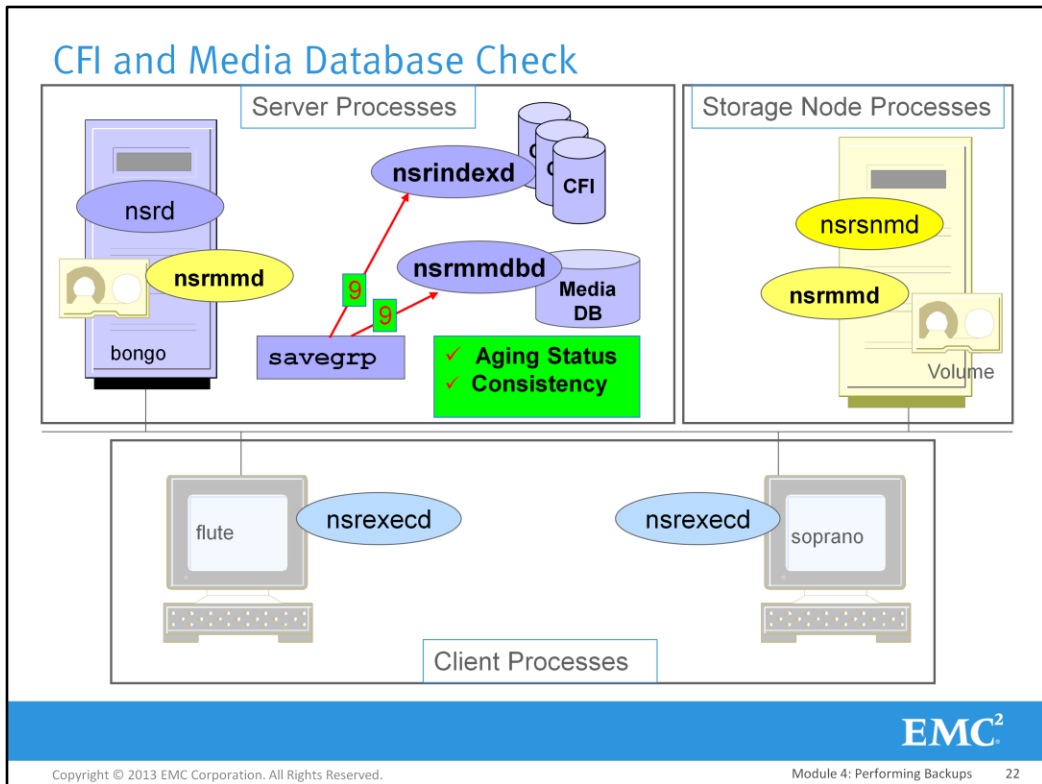 CFI and Media Database Check
Server Processes
Storage Node Processes
nsrd
nsrmmd
bongo
nsrindexd
C
C
CFI
9
9
nsrmmdbd
Media
DB
savegrp
✓ Aging Status
✓ Consistency
nsrsnmd
nsrmmd
Volume
flute
nsrexecd
nsrexecd
soprano
Client Processes
EMC²
Copyright © 2013 EMC Corporation. All Rights Reserved.
Module 4: Performing Backups 22